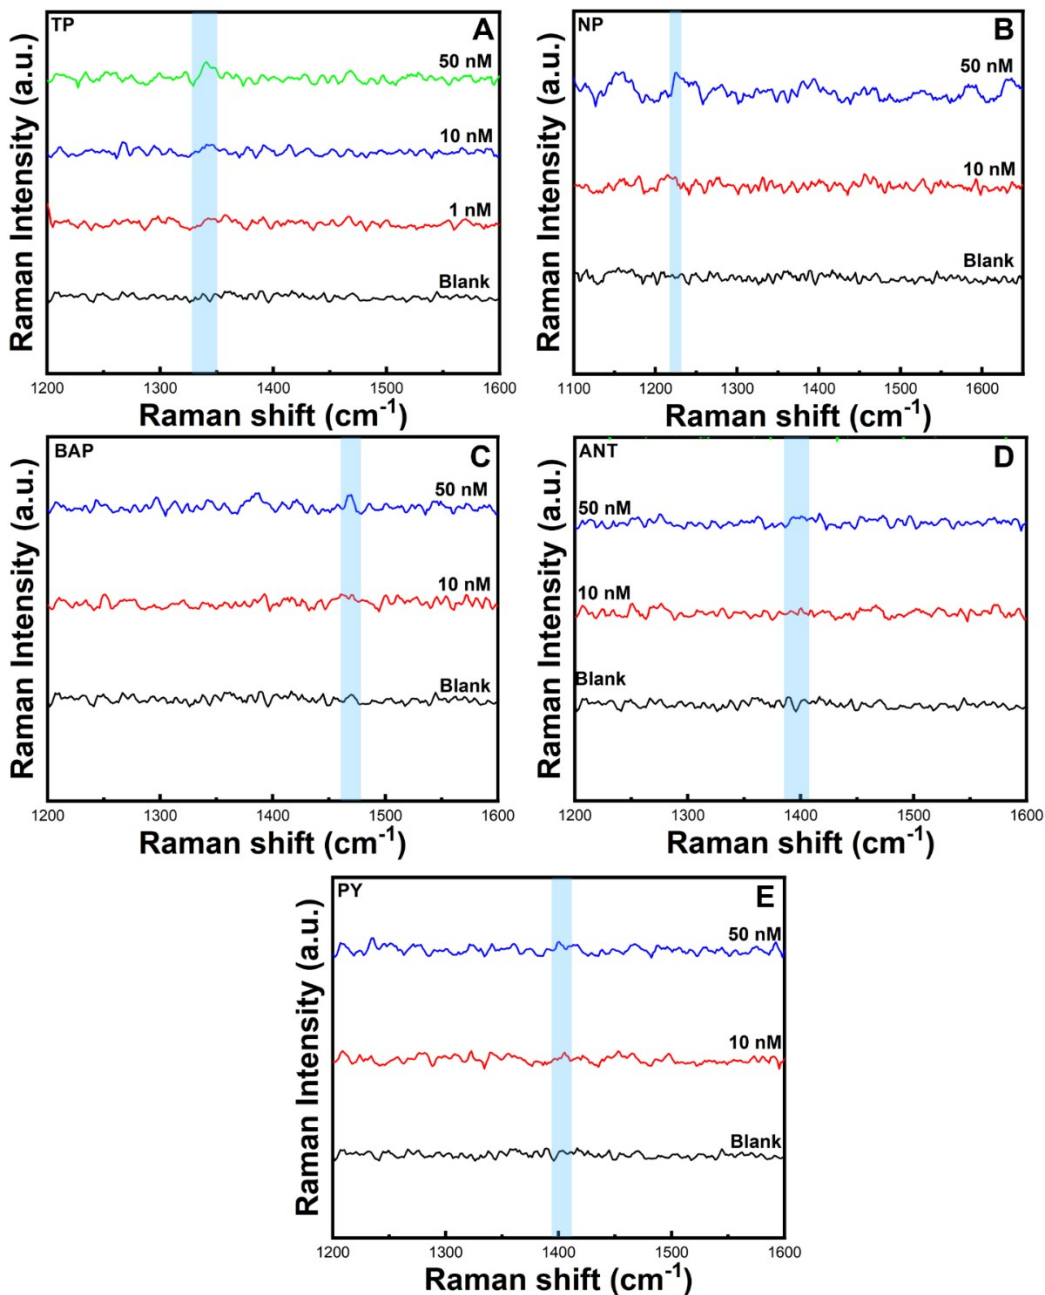 TP
A
50 nM
10 nM
1 nM
Blank
Raman Intensity (a.u.)
1200 1300 1400 1500 1600
Raman shift (cm⁻¹)
NP
B
50 nM
10 nM
Blank
Raman Intensity (a.u.)
1100 1200 1300 1400 1500 1600
Raman shift (cm⁻¹)
BAP
C
50 nM
10 nM
Blank
Raman Intensity (a.u.)
1200 1300 1400 1500 1600
Raman shift (cm⁻¹)
ANT
D
50 nM
10 nM
Blank
Raman Intensity (a.u.)
1200 1300 1400 1500 1600
Raman shift (cm⁻¹)
PY
E
50 nM
10 nM
Blank
Raman Intensity (a.u.)
1200 1300 1400 1500 1600
Raman shift (cm⁻¹)